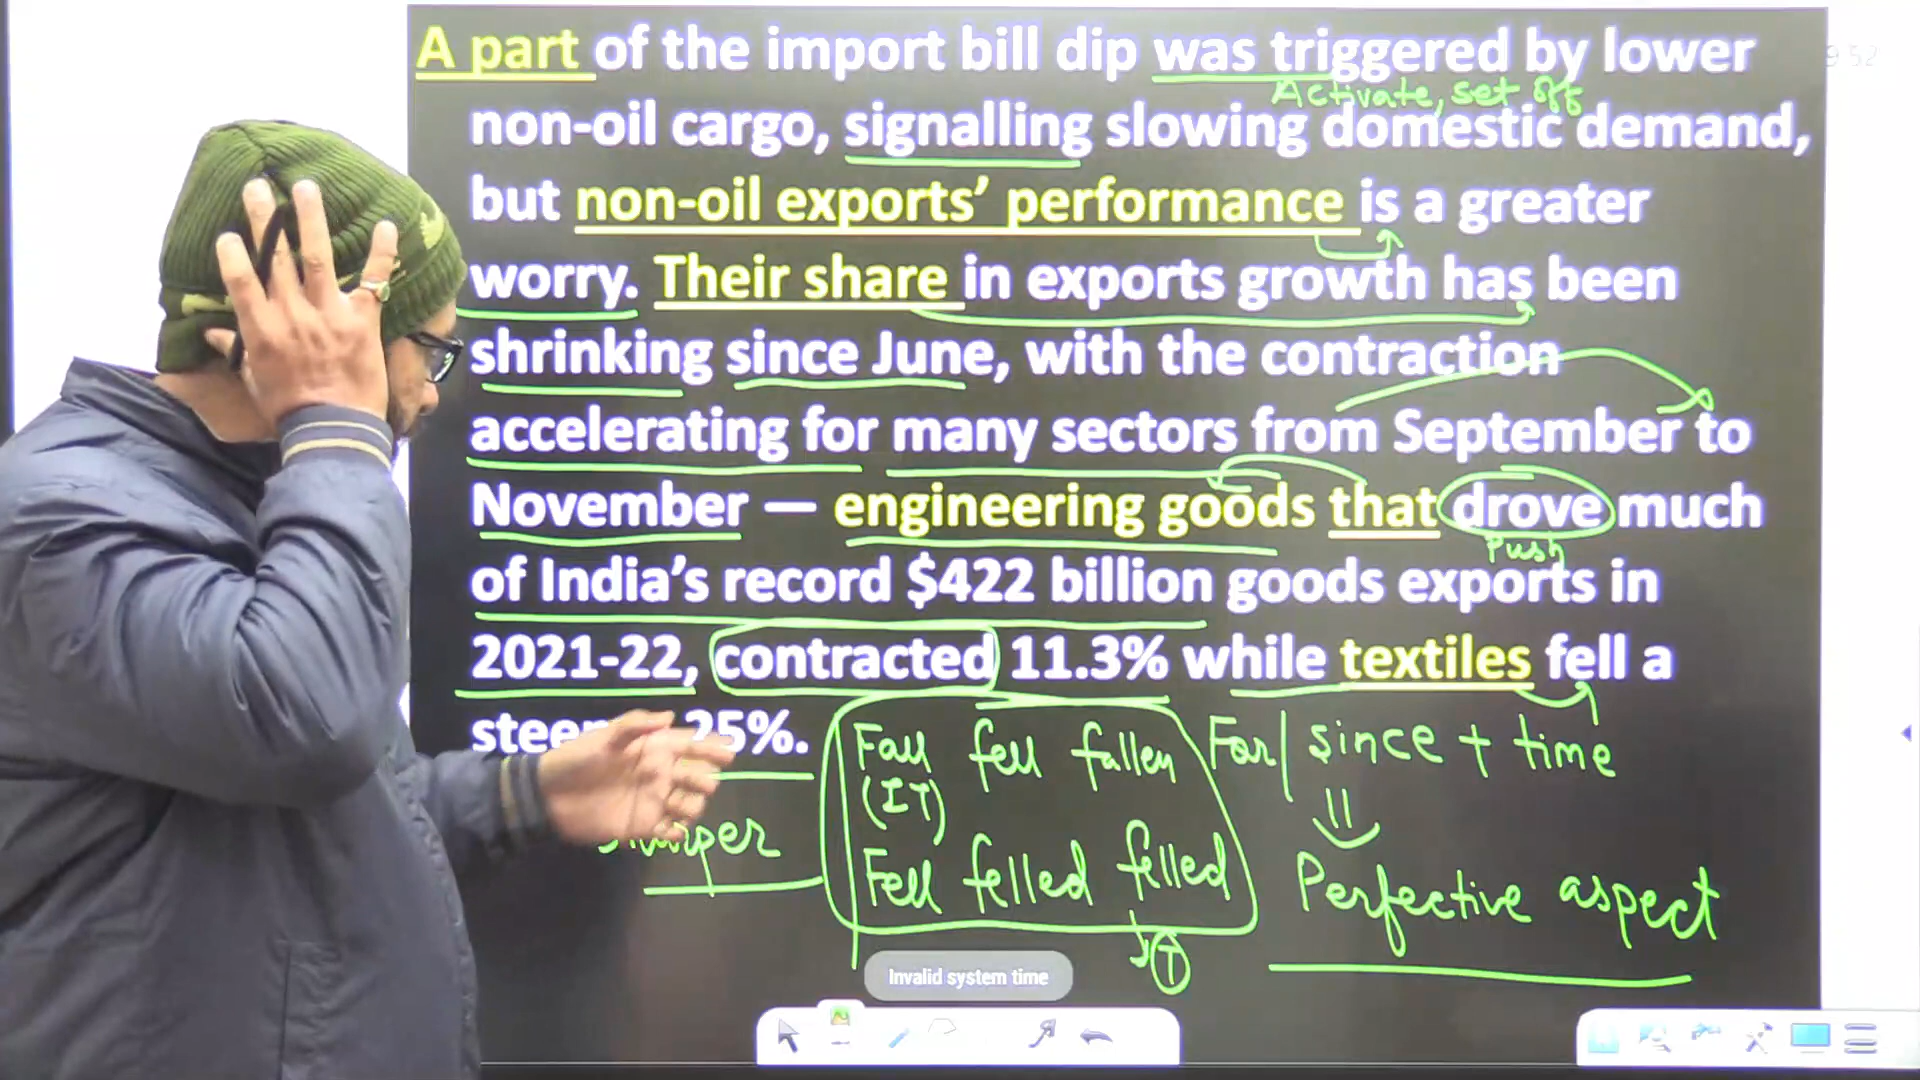 A part of the import bill dip was triggered by lower
9:52
Activate, set off
non-oil cargo, signalling slowing domestic demand,
but non-oil exports’ performance is a greater
worry. Their share in exports growth has been
shrinking since June, with the contraction
accelerating for many sectors from September to
November — engineering goods that drove much
Push
of India’s record $422 billion goods exports in
2021-22, contracted 11.3% while textiles fell a
25%.
Fall fell fallen
For/since + time
(IT)
Fell felled felled
(T)
Perfective aspect
Invalid system time